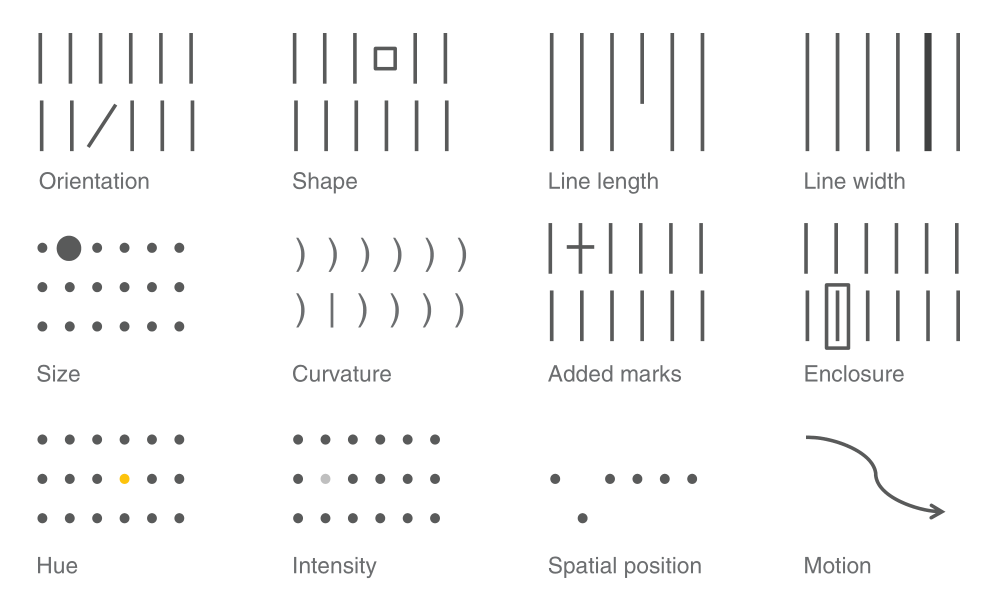 Orientation
Shape
Line length
Line width
Size
Curvature
Added marks
Enclosure
Hue
Intensity
Spatial position
Motion